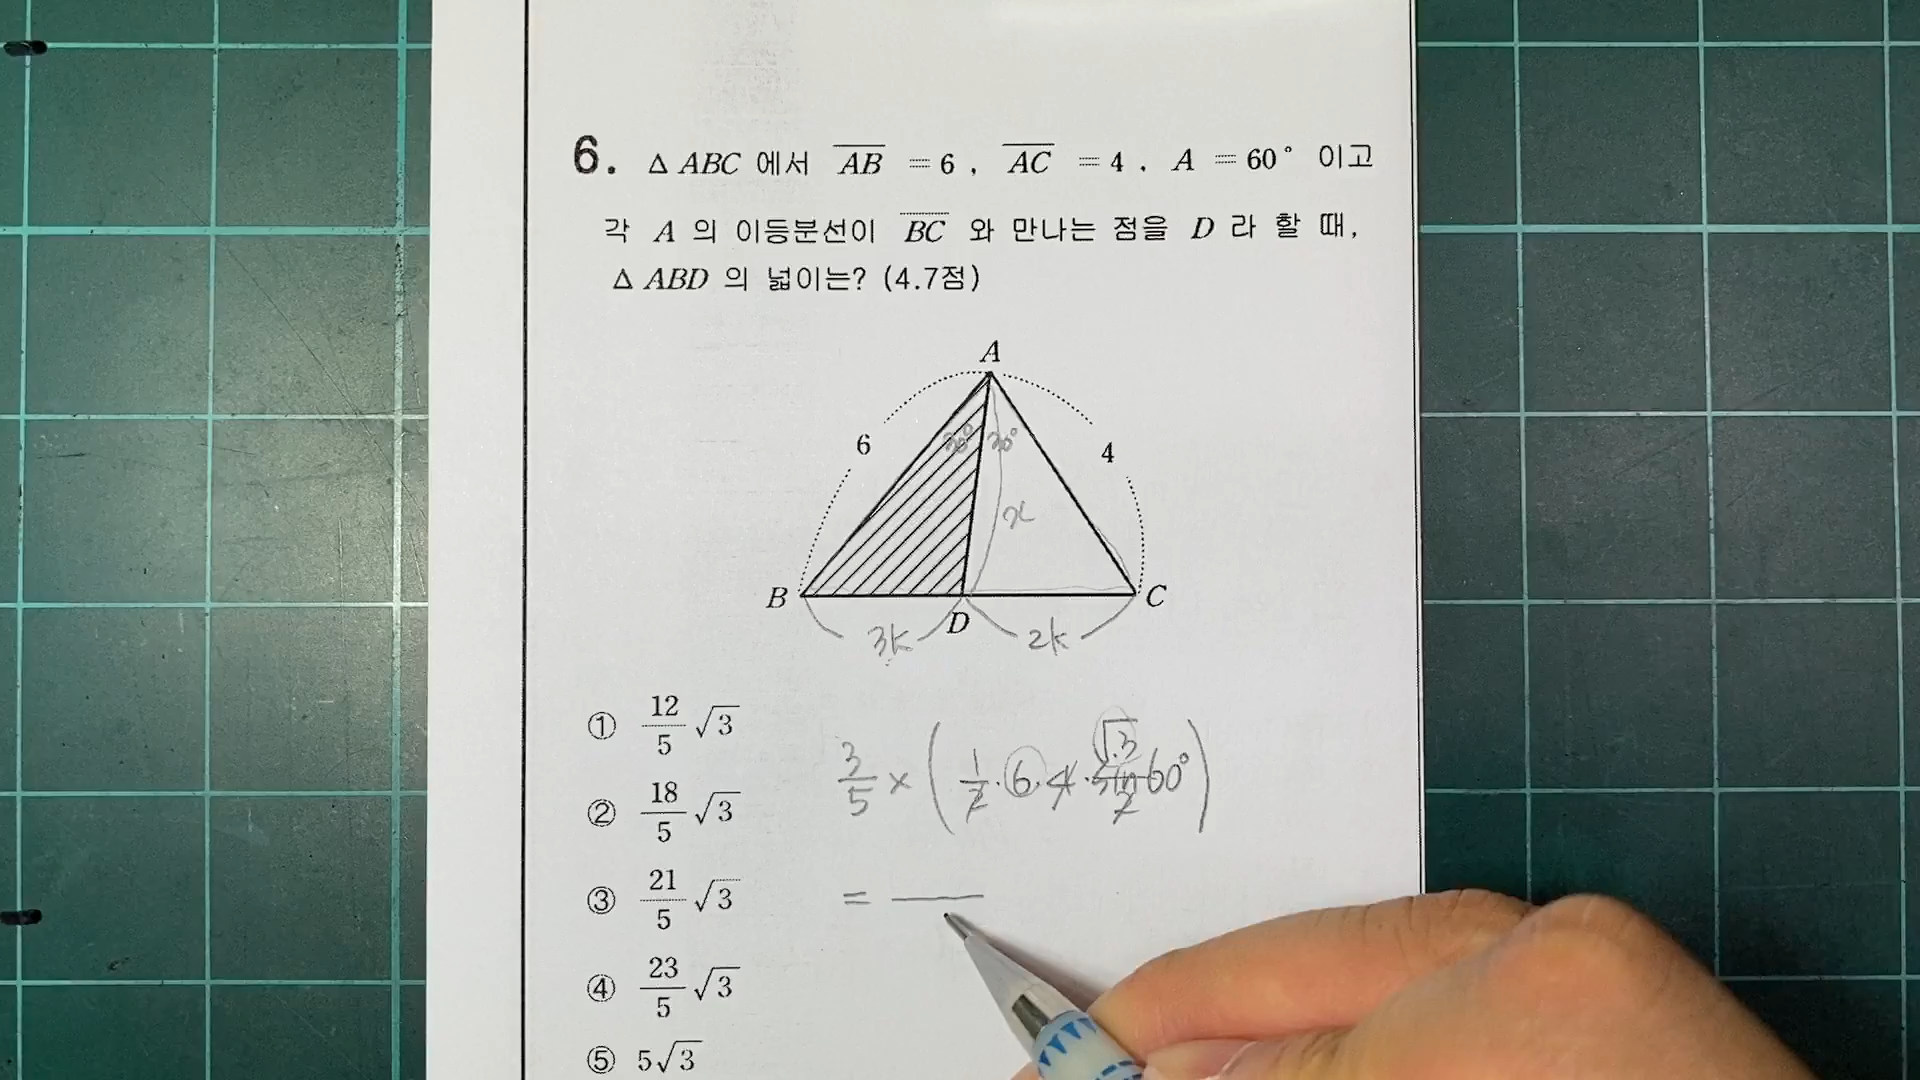 6. △ABC 에서 AB = 6 , AC = 4 . A = 60° 이고
각 A 의 이등분선이 BC 와 만나는 점을 D 라 할 때,
△ABD 의 넓이는? (4.7점)
A
30° 30°
6
4
x
B
D
C
3k
2k
① 12/5 √3
② 18/5 √3
③ 21/5 √3
④ 23/5 √3
⑤ 5√3
3/5 × ( 1/2 · 6 · 4 · sin60° )
√3
2
=